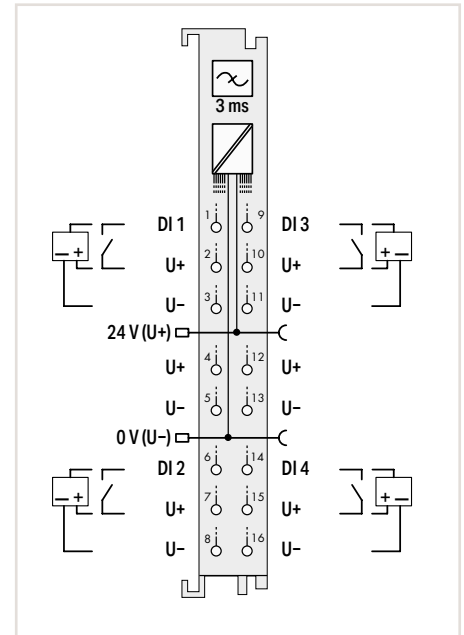 3 ms
DI 1 1 9 DI 3
– + U+ 2 10 U+ – +
U– 3 11 U–
24 V (U+)
U+ 4 12 U+
U– 5 13 U–
0 V (U–)
DI 2 6 14 DI 4
– + U+ 7 15 U+ – +
U– 8 16 U–